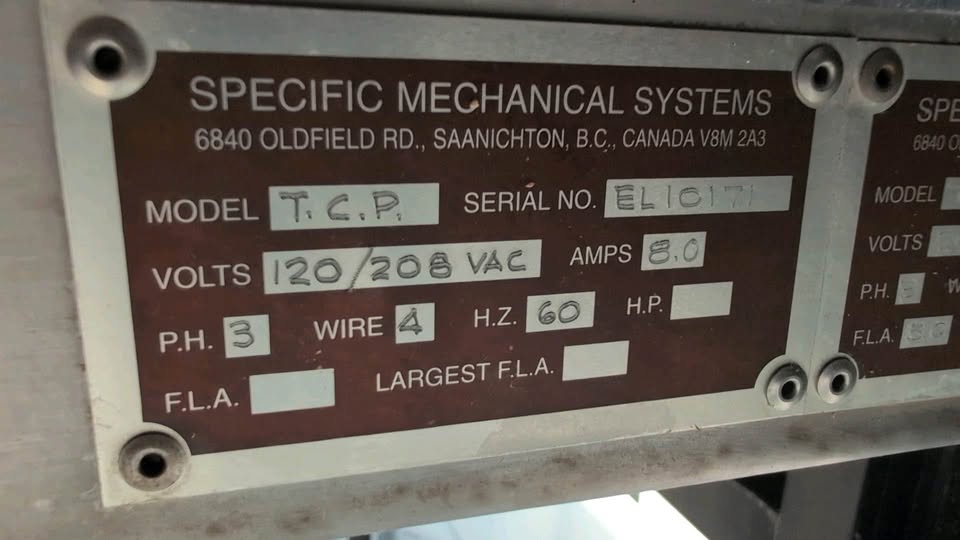 SPECIFIC MECHANICAL SYSTEMS
6840 OLDFIELD RD., SAANICHTON, B.C., CANADA V8M 2A3
MODEL T.C.P. SERIAL NO. EL10171
VOLTS 120/208 VAC AMPS 8.0
P.H. 3 WIRE 4 H.Z. 60 H.P.
F.L.A. LARGEST F.L.A.
SPE
6840 O
MODEL
VOLTS
P.H. 3 W
F.L.A.